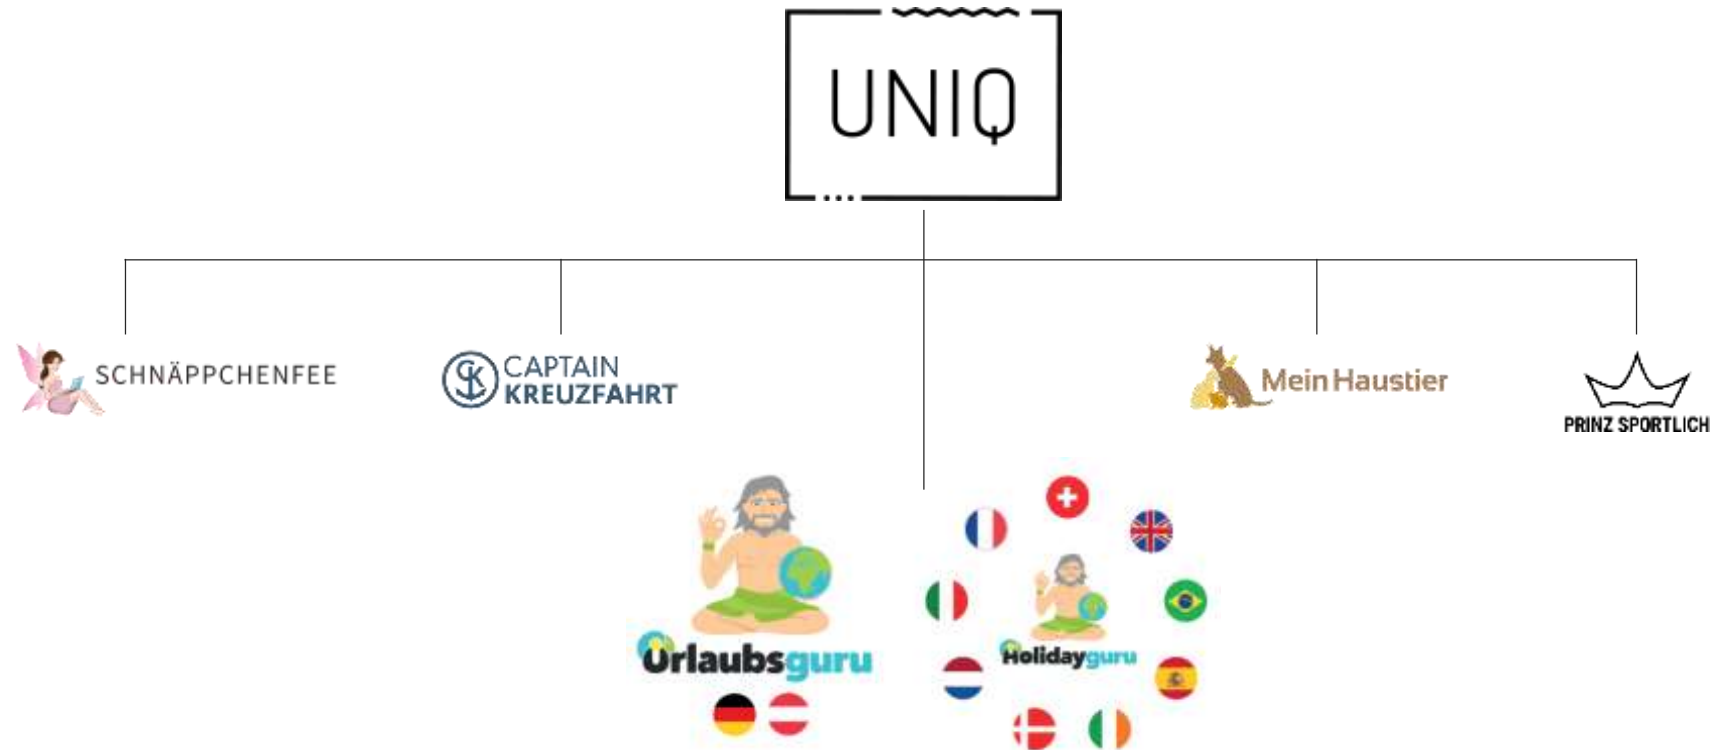 UNIQ
SCHNÄPPCHENFEE
CAPTAIN
KREUZFAHRT
Mein Haustier
PRINZ SPORTLICH
Urlaubsguru
Holidayguru